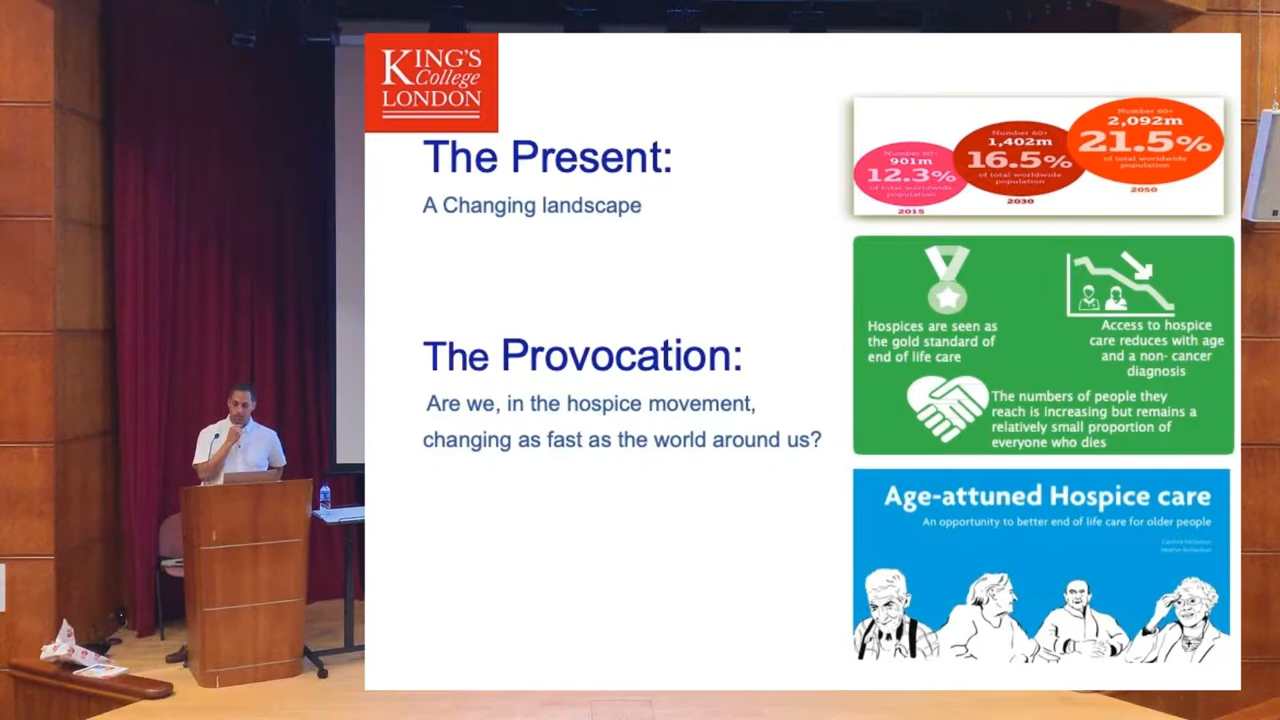 KING'S
College
LONDON
The Present:
A Changing landscape
The Provocation:
Are we, in the hospice movement,
changing as fast as the world around us?
Number 60+
901m
12.3%
of total worldwide
population
2015
Number 60+
1,402m
16.5%
of total worldwide
population
2030
Number 60+
2,092m
21.5%
of total worldwide
population
2050
Hospices are seen as
the gold standard of
end of life care
Access to hospice
care reduces with age
and a non- cancer
diagnosis
The numbers of people they
reach is increasing but remains a
relatively small proportion of
everyone who dies
Age-attuned Hospice care
An opportunity to better end of life care for older people